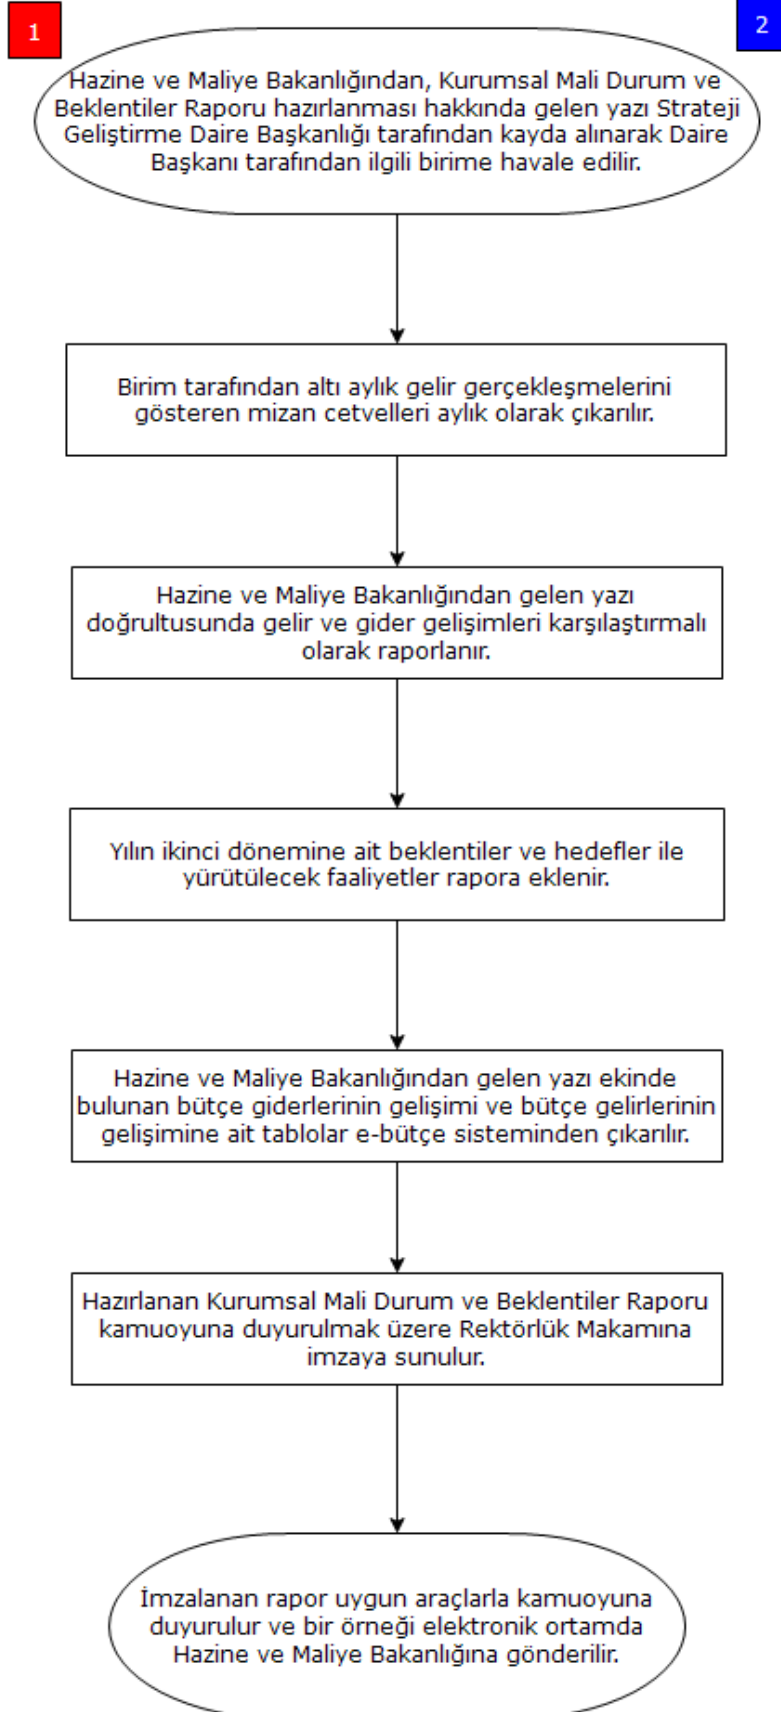 1
2
Hazine ve Maliye Bakanlığından, Kurumsal Mali Durum ve
Beklentiler Raporu hazırlanması hakkında gelen yazı Strateji
Geliştirme Daire Başkanlığı tarafından kayda alınarak Daire
Başkanı tarafından ilgili birime havale edilir.
Birim tarafından altı aylık gelir gerçekleşmelerini
gösteren mizan cetvelleri aylık olarak çıkarılır.
Hazine ve Maliye Bakanlığından gelen yazı
doğrultusunda gelir ve gider gelişimleri karşılaştırmalı
olarak raporlanır.
Yılın ikinci dönemine ait beklentiler ve hedefler ile
yürütülecek faaliyetler rapora eklenir.
Hazine ve Maliye Bakanlığından gelen yazı ekinde
bulunan bütçe giderlerinin gelişimi ve bütçe gelirlerinin
gelişimine ait tablolar e-bütçe sisteminden çıkarılır.
Hazırlanan Kurumsal Mali Durum ve Beklentiler Raporu
kamuoyuna duyurulmak üzere Rektörlük Makamına
imzaya sunulur.
İmzalanan rapor uygun araçlarla kamuoyuna
duyurulur ve bir örneği elektronik ortamda
Hazine ve Maliye Bakanlığına gönderilir.